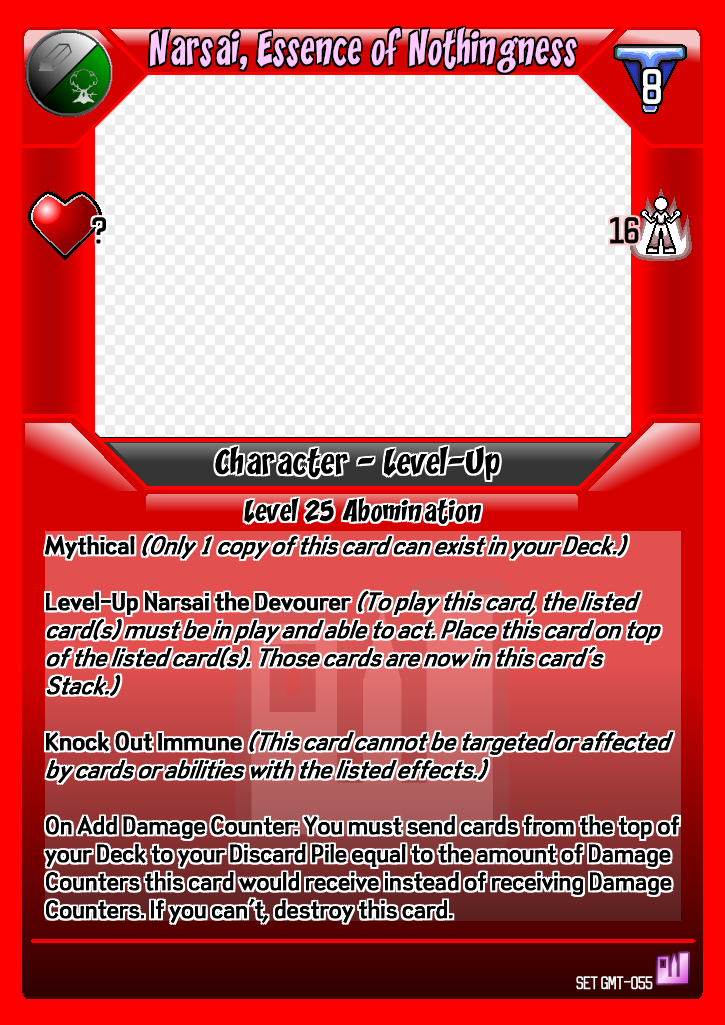 Narsai, Essence of Nothingness
8
?
16
Character - Level-Up
Level 25 Abomination
Mythical (Only 1 copy of this card can exist in your Deck.)
Level-Up Narsai the Devourer (To play this card, the listed
card(s) must be in play and able to act. Place this card on top
of the listed card(s). Those cards are now in this card's
Stack.)
Knock Out Immune (This card cannot be targeted or affected
by cards or abilities with the listed effects.)
On Add Damage Counter: You must send cards from the top of
your Deck to your Discard Pile equal to the amount of Damage
Counters this card would receive instead of receiving Damage
Counters. If you can't, destroy this card.
SET GMT-055